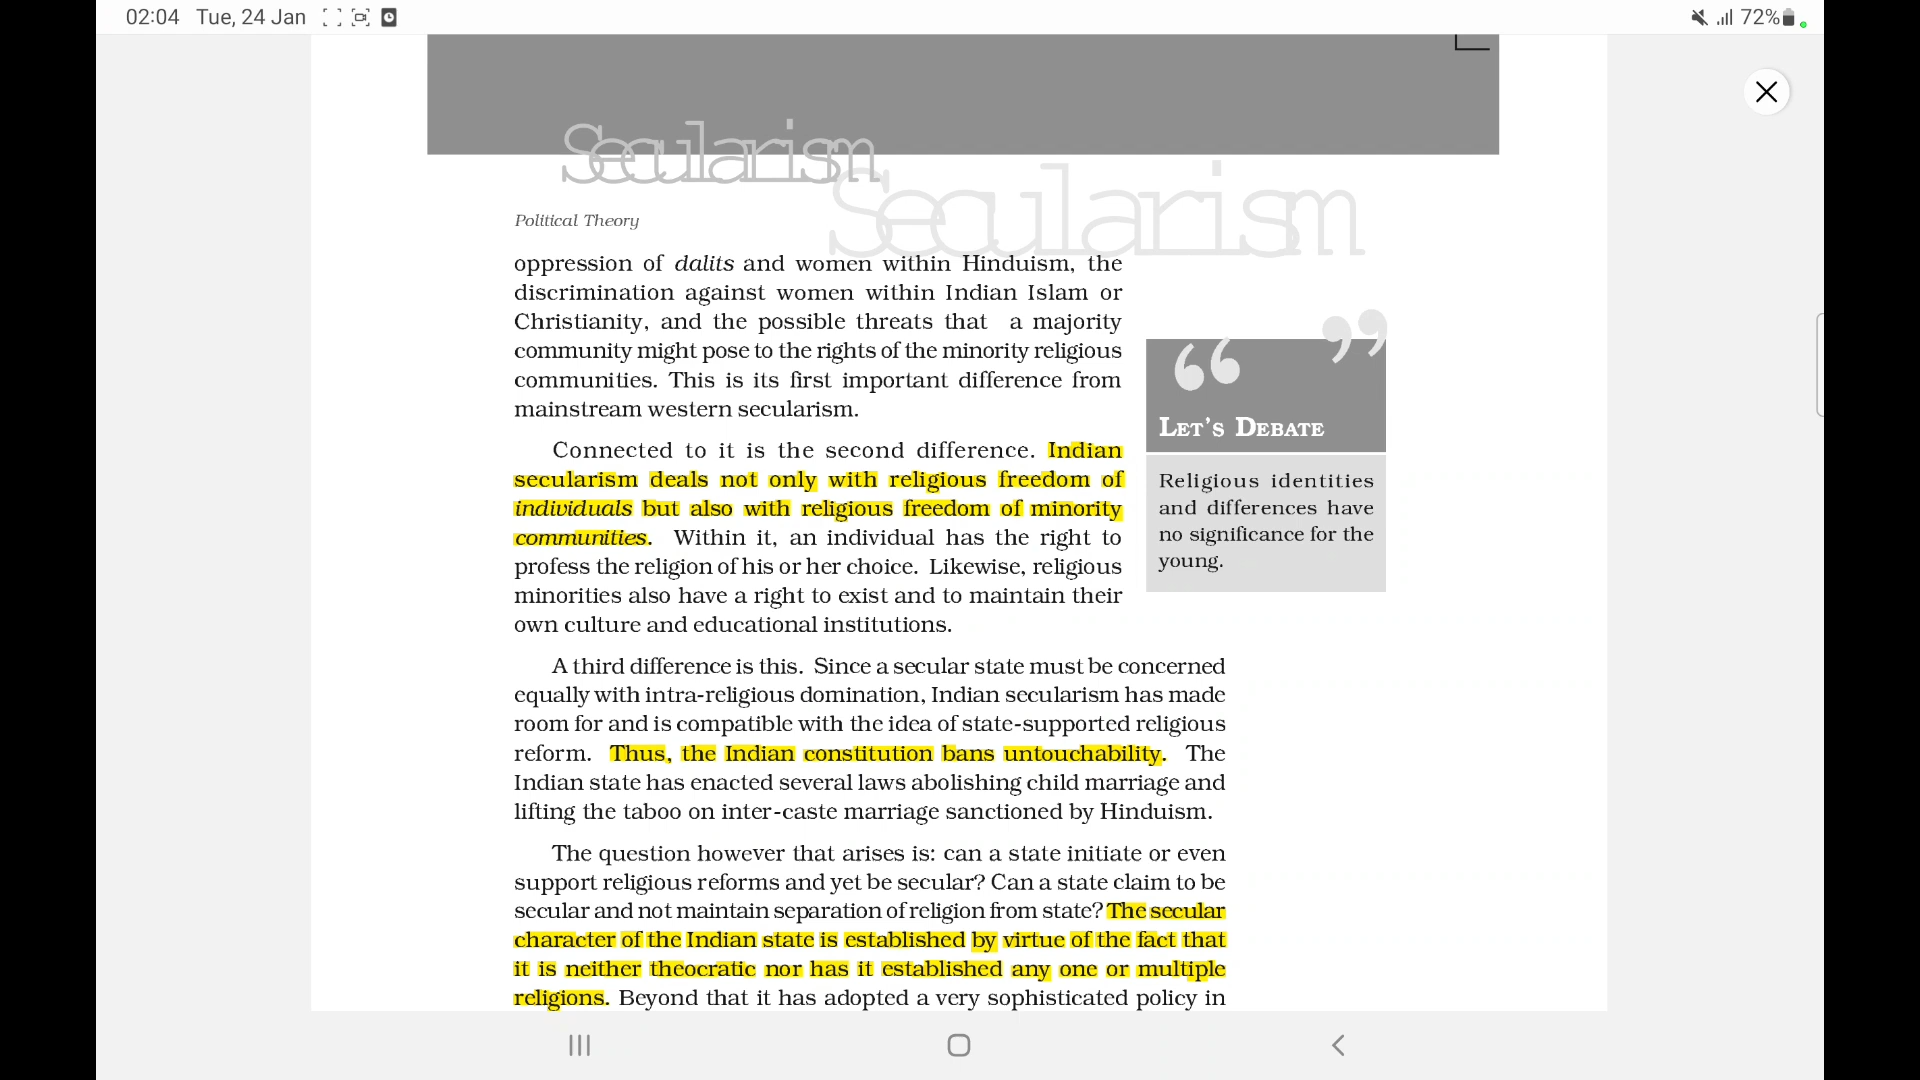 02:04 Tue, 24 Jan
72%
Secularism
Secularism
Political Theory
oppression of dalits and women within Hinduism, the
discrimination against women within Indian Islam or
Christianity, and the possible threats that a majority
community might pose to the rights of the minority religious
communities. This is its first important difference from
mainstream western secularism.
Connected to it is the second difference. Indian
secularism deals not only with religious freedom of
individuals but also with religious freedom of minority
communities. Within it, an individual has the right to
profess the religion of his or her choice. Likewise, religious
minorities also have a right to exist and to maintain their
own culture and educational institutions.
“ ”
LET'S DEBATE
Religious identities
and differences have
no significance for the
young.
A third difference is this. Since a secular state must be concerned
equally with intra-religious domination, Indian secularism has made
room for and is compatible with the idea of state-supported religious
reform. Thus, the Indian constitution bans untouchability. The
Indian state has enacted several laws abolishing child marriage and
lifting the taboo on inter-caste marriage sanctioned by Hinduism.
The question however that arises is: can a state initiate or even
support religious reforms and yet be secular? Can a state claim to be
secular and not maintain separation of religion from state? The secular
character of the Indian state is established by virtue of the fact that
it is neither theocratic nor has it established any one or multiple
religions. Beyond that it has adopted a very sophisticated policy in